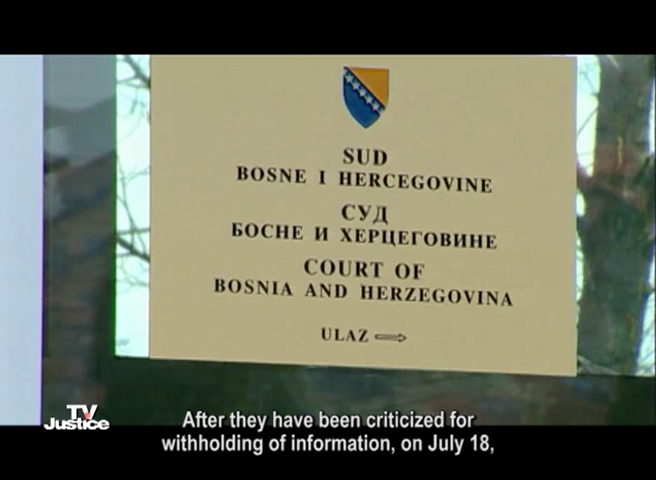 SUD
BOSNE I HERCEGOVINE
СУД
БОСНЕ И ХЕРЦЕГОВИНЕ
COURT OF
BOSNIA AND HERZEGOVINA
ULAZ ⇨
TV
Justice
After they have been criticized for
withholding of information, on July 18,